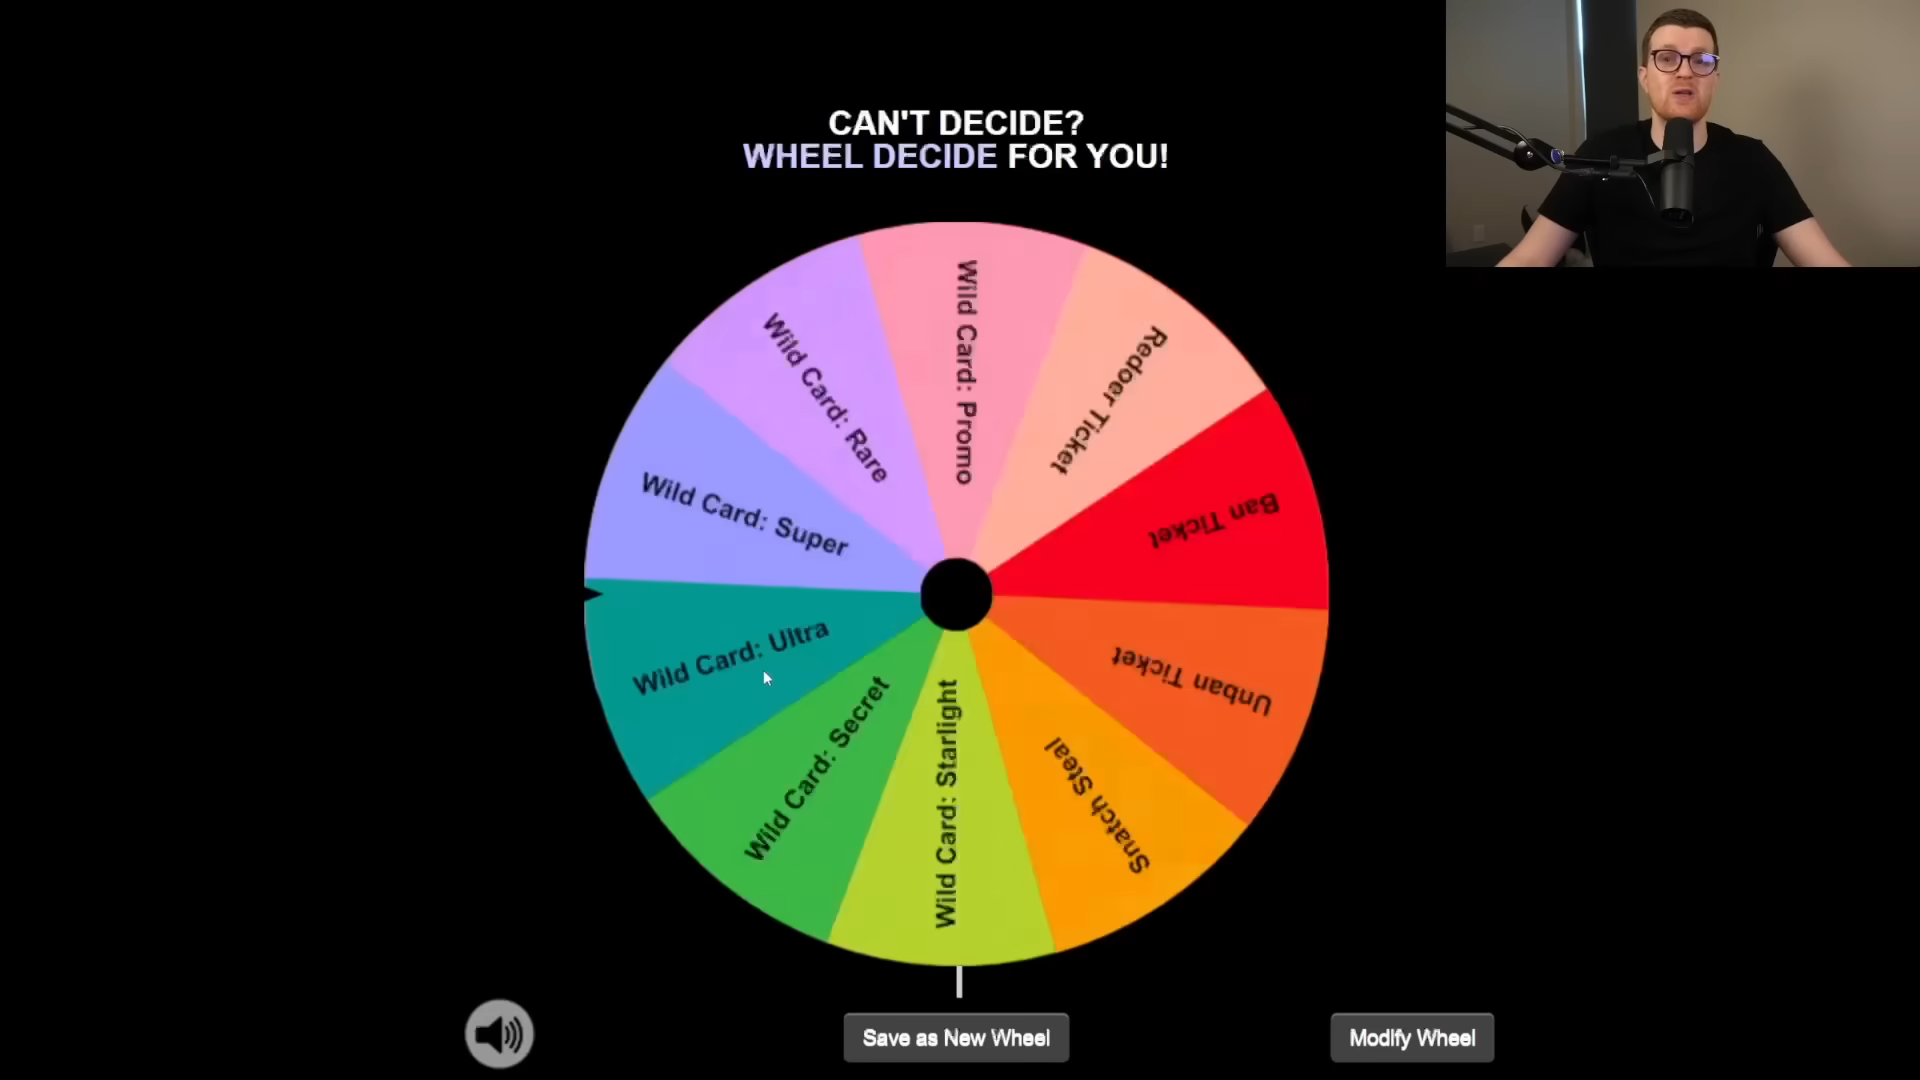 CAN'T DECIDE?
WHEEL DECIDE FOR YOU!
Wild Card: Promo
Redoer Ticket
Ban Ticket
Unban Ticket
Snatch Steal
Wild Card: Starlight
Wild Card: Secret
Wild Card: Ultra
Wild Card: Super
Wild Card: Rare
Save as New Wheel
Modify Wheel